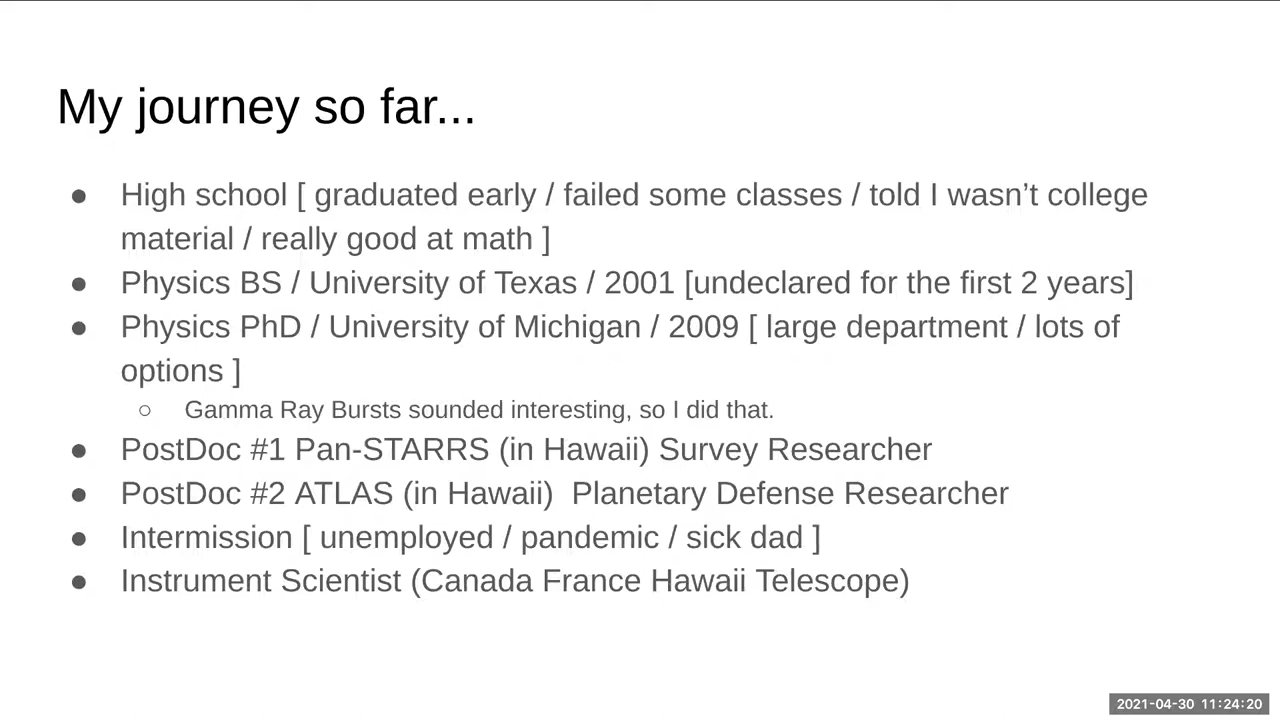 My journey so far...
● High school [ graduated early / failed some classes / told I wasn’t college
material / really good at math ]
● Physics BS / University of Texas / 2001 [undeclared for the first 2 years]
● Physics PhD / University of Michigan / 2009 [ large department / lots of
options ]
○ Gamma Ray Bursts sounded interesting, so I did that.
● PostDoc #1 Pan-STARRS (in Hawaii) Survey Researcher
● PostDoc #2 ATLAS (in Hawaii)  Planetary Defense Researcher
● Intermission [ unemployed / pandemic / sick dad ]
● Instrument Scientist (Canada France Hawaii Telescope)
2021-04-30 11:24:20